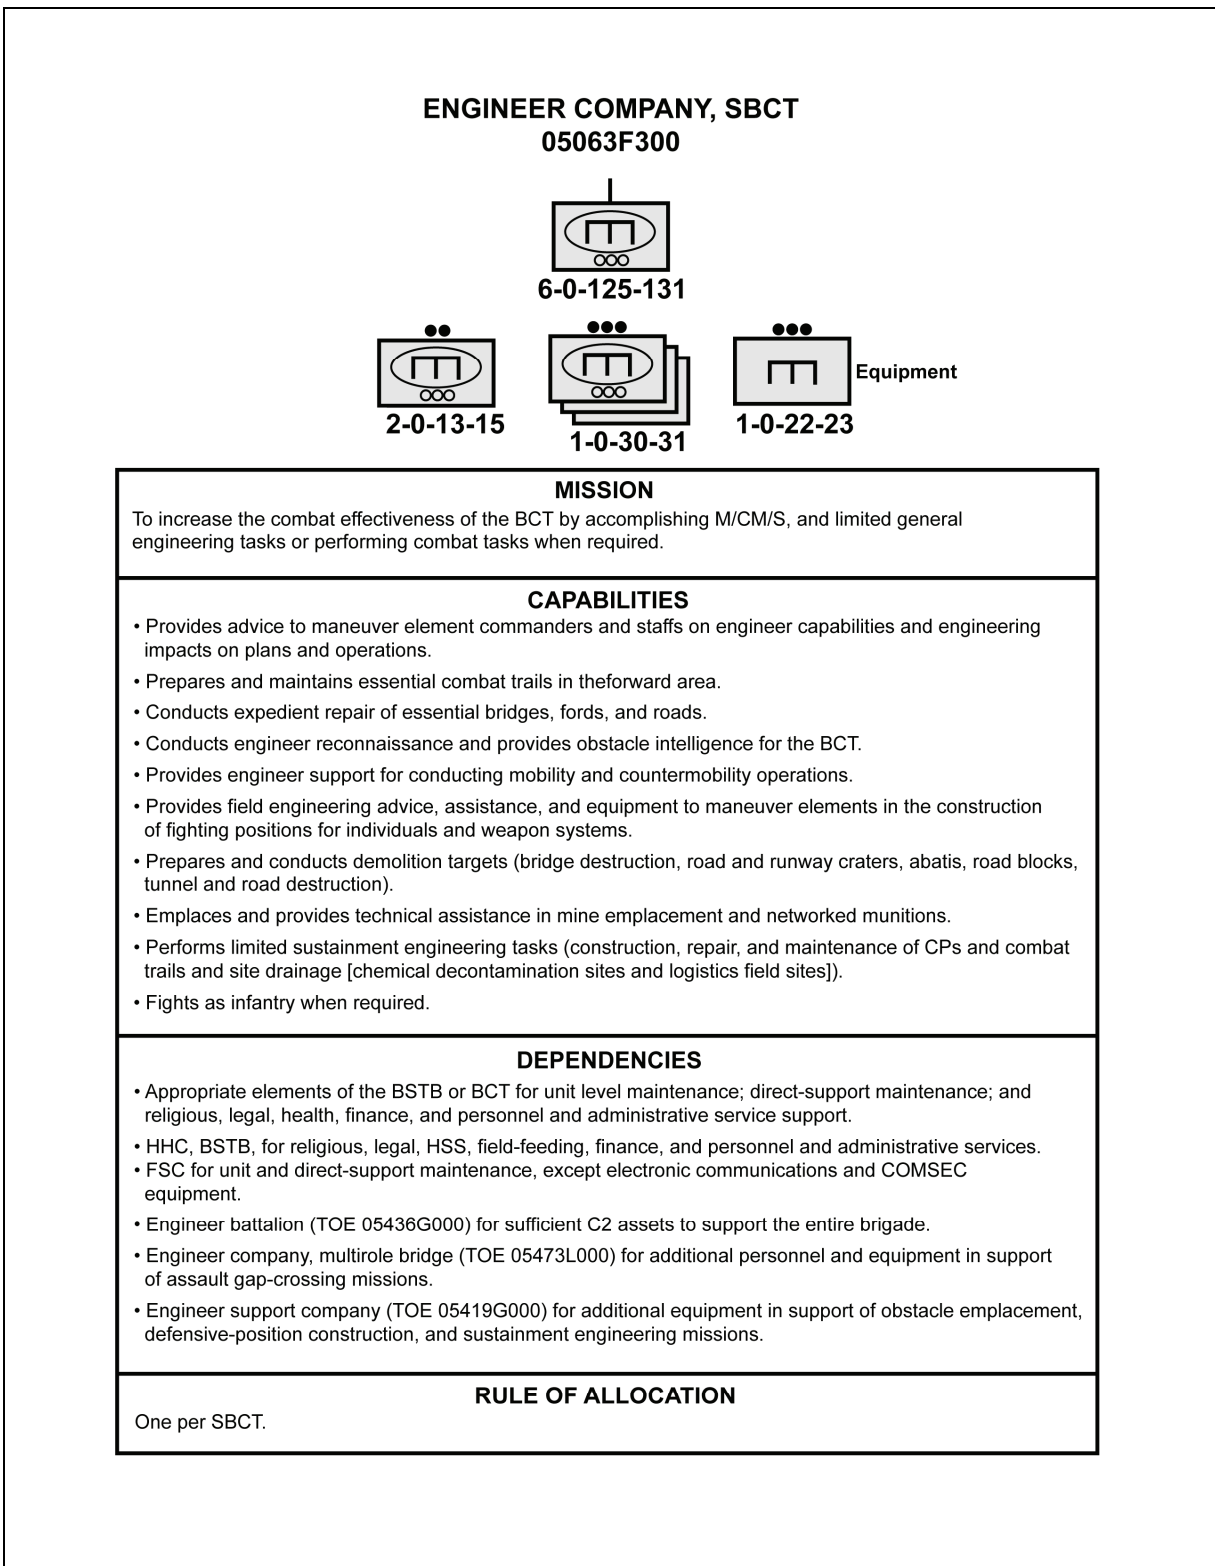 ENGINEER COMPANY, SBCT
05063F300
6-0-125-131
2-0-13-15
1-0-30-31
Equipment
1-0-22-23
MISSION
To increase the combat effectiveness of the BCT by accomplishing M/CM/S, and limited general
engineering tasks or performing combat tasks when required.
CAPABILITIES
• Provides advice to maneuver element commanders and staffs on engineer capabilities and engineering
impacts on plans and operations.
• Prepares and maintains essential combat trails in theforward area.
• Conducts expedient repair of essential bridges, fords, and roads.
• Conducts engineer reconnaissance and provides obstacle intelligence for the BCT.
• Provides engineer support for conducting mobility and countermobility operations.
• Provides field engineering advice, assistance, and equipment to maneuver elements in the construction
of fighting positions for individuals and weapon systems.
• Prepares and conducts demolition targets (bridge destruction, road and runway craters, abatis, road blocks,
tunnel and road destruction).
• Emplaces and provides technical assistance in mine emplacement and networked munitions.
• Performs limited sustainment engineering tasks (construction, repair, and maintenance of CPs and combat
trails and site drainage [chemical decontamination sites and logistics field sites]).
• Fights as infantry when required.
DEPENDENCIES
• Appropriate elements of the BSTB or BCT for unit level maintenance; direct-support maintenance; and
religious, legal, health, finance, and personnel and administrative service support.
• HHC, BSTB, for religious, legal, HSS, field-feeding, finance, and personnel and administrative services.
• FSC for unit and direct-support maintenance, except electronic communications and COMSEC
equipment.
• Engineer battalion (TOE 05436G000) for sufficient C2 assets to support the entire brigade.
• Engineer company, multirole bridge (TOE 05473L000) for additional personnel and equipment in support
of assault gap-crossing missions.
• Engineer support company (TOE 05419G000) for additional equipment in support of obstacle emplacement,
defensive-position construction, and sustainment engineering missions.
RULE OF ALLOCATION
One per SBCT.